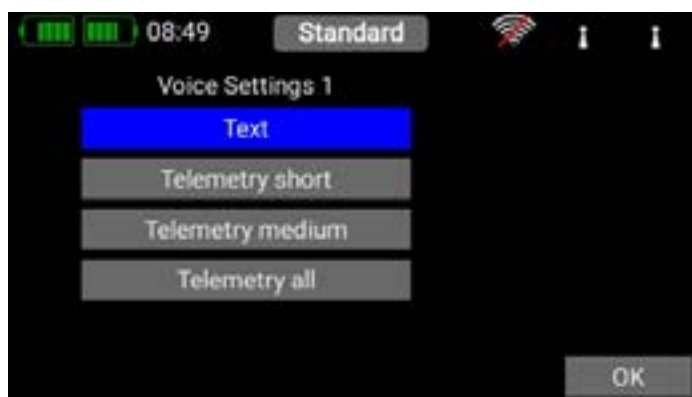 08:49 Standard
Voice Settings 1
Text
Telemetry short
Telemetry medium
Telemetry all
OK